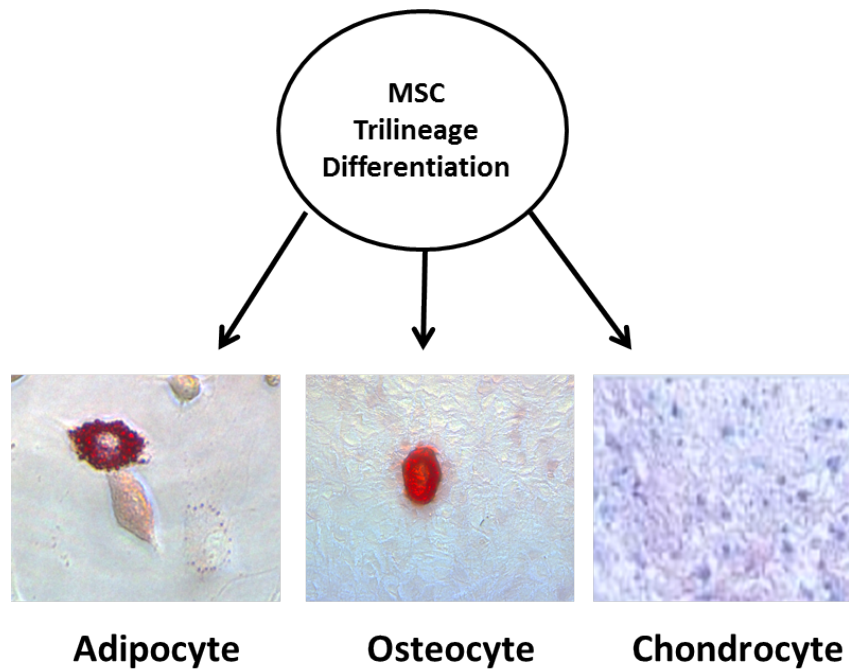 MSC
Trilineage
Differentiation
Adipocyte
Osteocyte
Chondrocyte